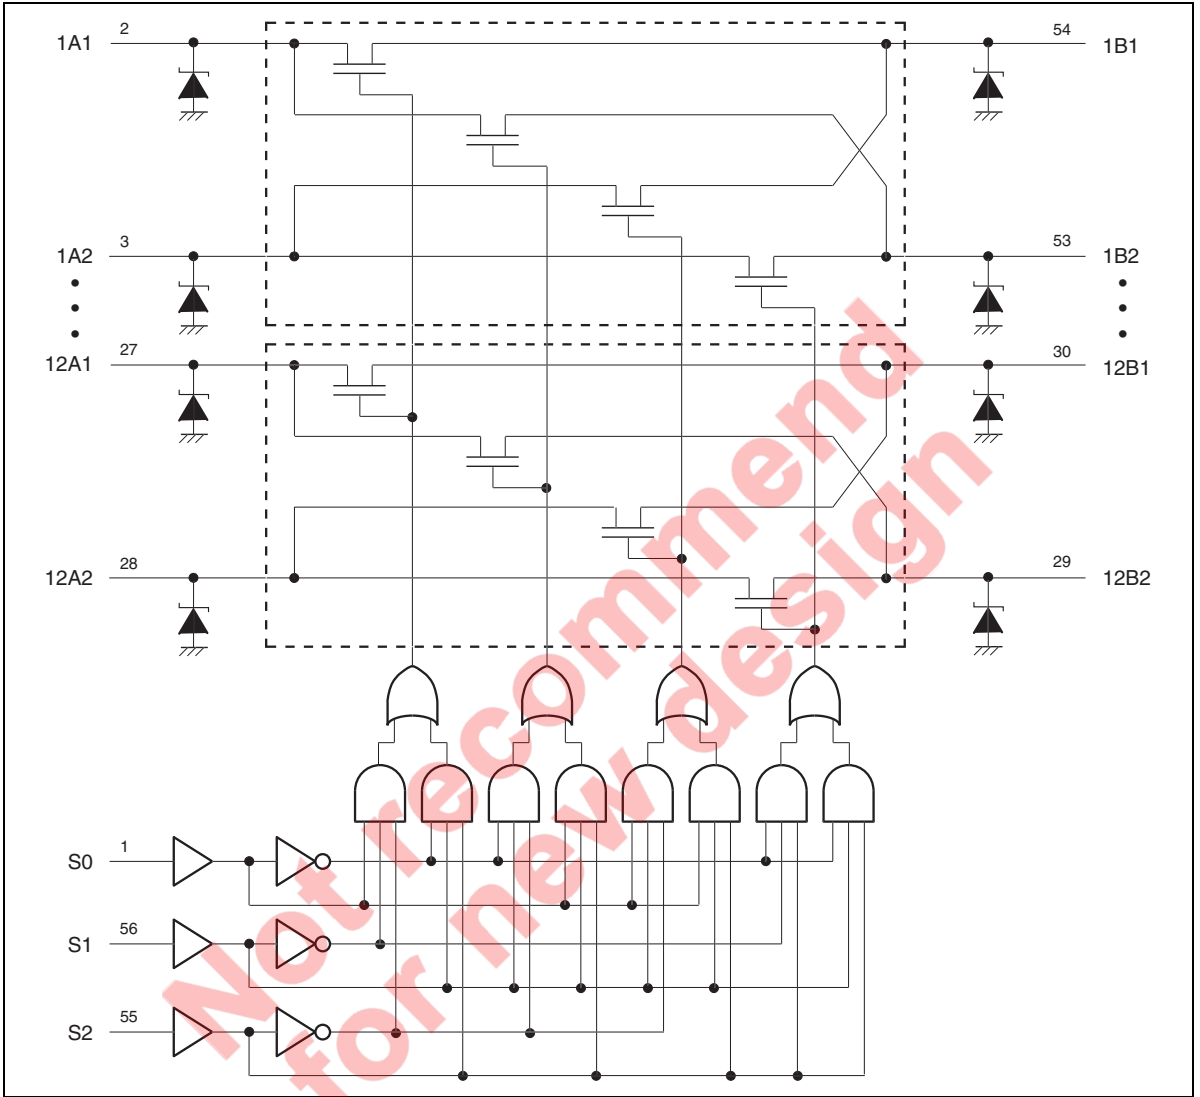 1A1 2 54 1B1
1A2 3 53 1B2
12A1 27 30 12B1
12A2 28 29 12B2
S0 1
S1 56
S2 55
Not recommend
for new design